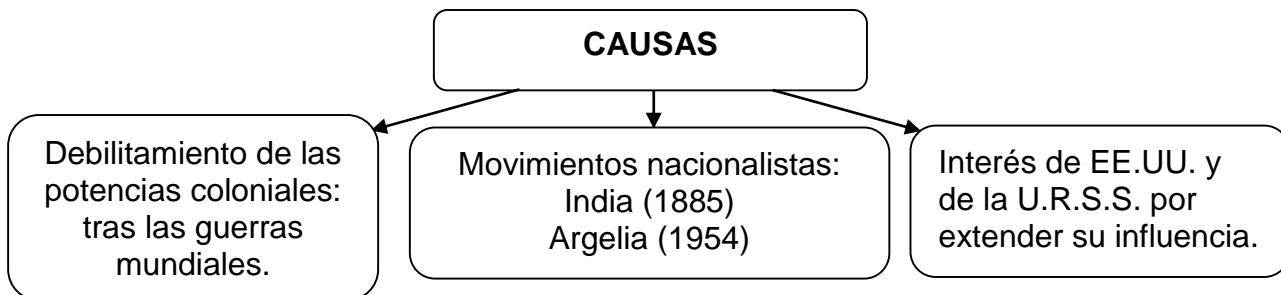 CAUSAS
Debilitamiento de las
potencias coloniales:
tras las guerras
mundiales.
Movimientos nacionalistas:
India (1885)
Argelia (1954)
Interés de EE.UU. y
de la U.R.S.S. por
extender su influencia.